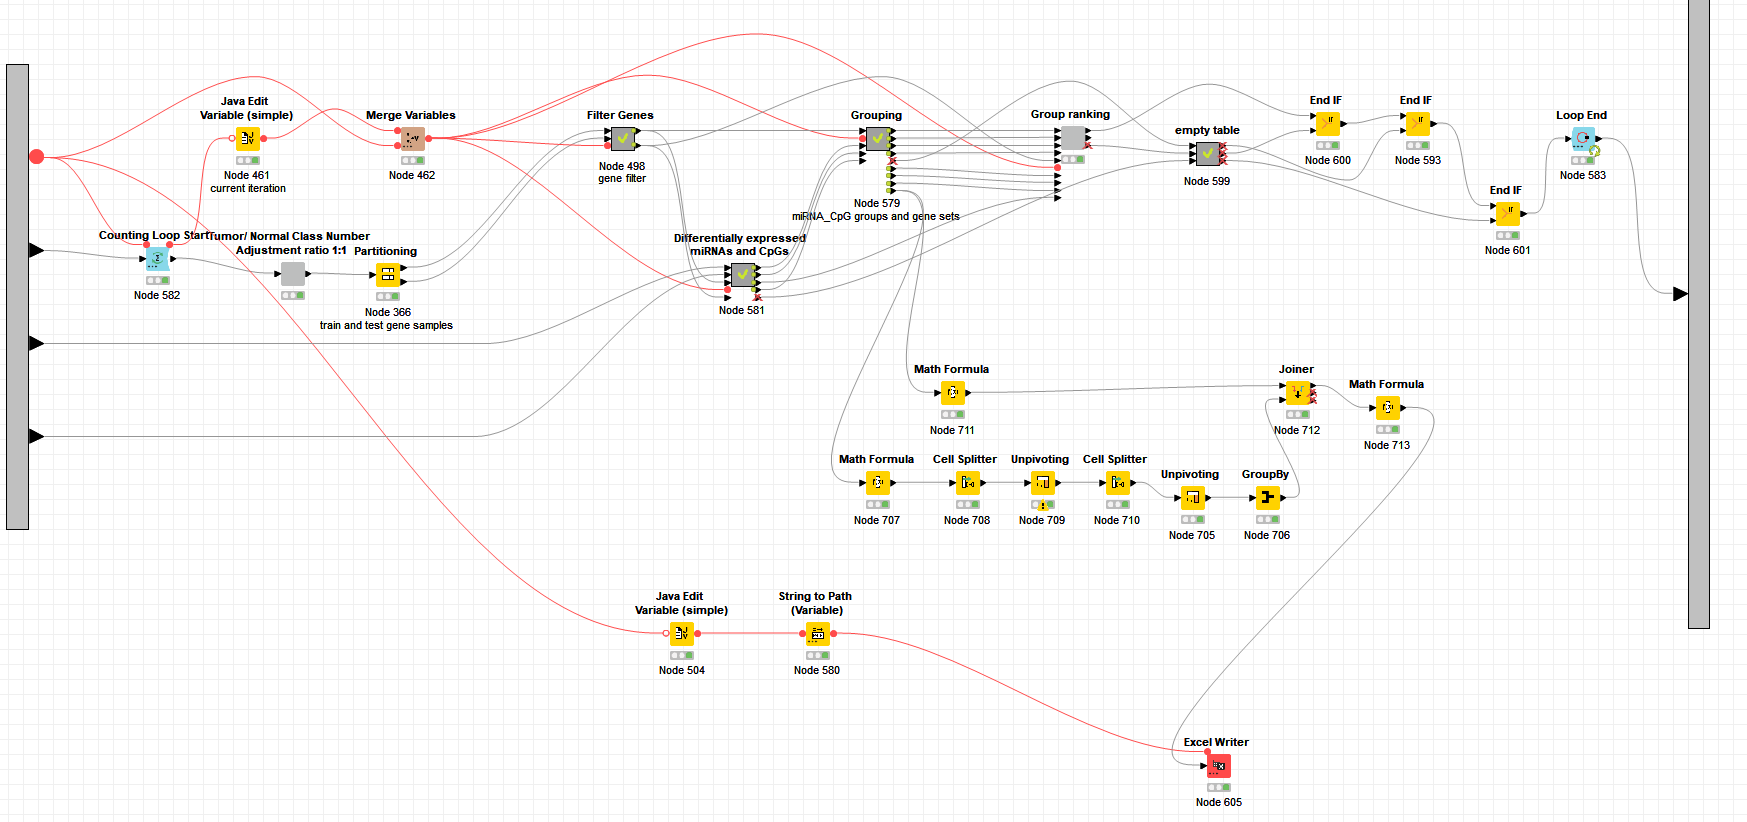 Java Edit
Variable (simple)
Node 461
current iteration
Merge Variables
Node 462
Filter Genes
Node 498
gene filter
Grouping
Node 579
miRNA_CpG groups and gene sets
Group ranking
empty table
Node 599
End IF
Node 600
End IF
Node 593
Loop End
Node 583
End IF
Node 601
Counting Loop Start
Node 582
Tumor/ Normal Class Number
Adjustment ratio 1:1
Partitioning
Node 366
train and test gene samples
Differentially expressed
miRNAs and CpGs
Node 581
Math Formula
Node 711
Joiner
Node 712
Math Formula
Node 713
Math Formula
Node 707
Cell Splitter
Node 708
Unpivoting
Node 709
Cell Splitter
Node 710
Unpivoting
Node 705
GroupBy
Node 706
Java Edit
Variable (simple)
Node 504
String to Path
(Variable)
Node 580
Excel Writer
Node 605